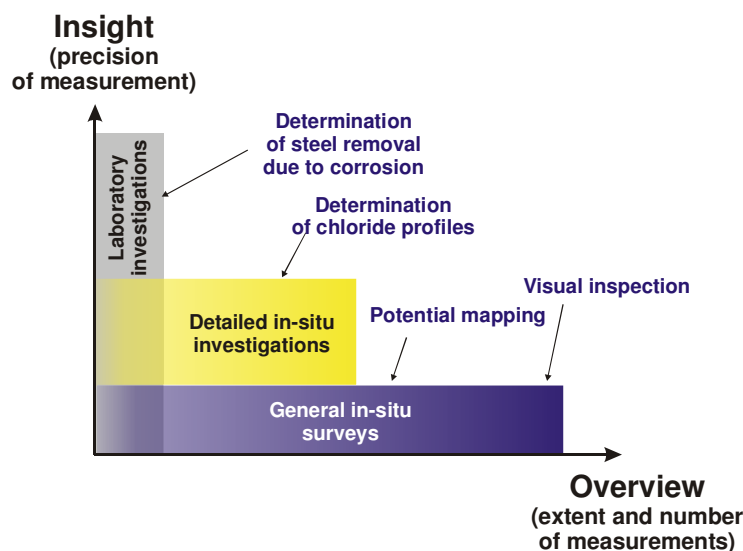 Insight
(precision
of measurement)
Determination
of steel removal
due to corrosion
Laboratory
investigations
Determination
of chloride profiles
Visual inspection
Potential mapping
Detailed in-situ
investigations
General in-situ
surveys
Overview
(extent and number
of measurements)